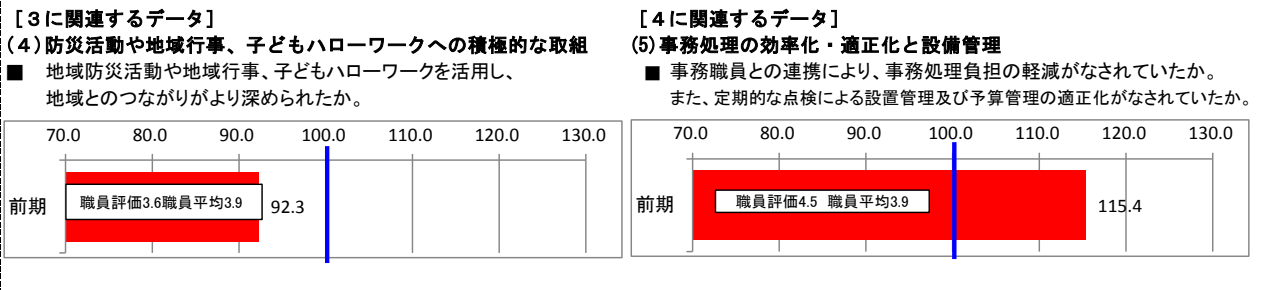 [３に関連するデータ]
(４)防災活動や地域行事、子どもハローワークへの積極的な取組
■ 地域防災活動や地域行事、子どもハローワークを活用し、
地域とのつながりがより深められたか。
70.0 80.0 90.0 100.0 110.0 120.0 130.0
前期
職員評価3.6職員平均3.9
92.3
[４に関連するデータ]
(5)事務処理の効率化・適正化と設備管理
■ 事務職員との連携により、事務処理負担の軽減がなされていたか。
また、定期的な点検による設置管理及び予算管理の適正化がなされていたか。
70.0 80.0 90.0 100.0 110.0 120.0 130.0
前期
職員評価4.5 職員平均3.9
115.4